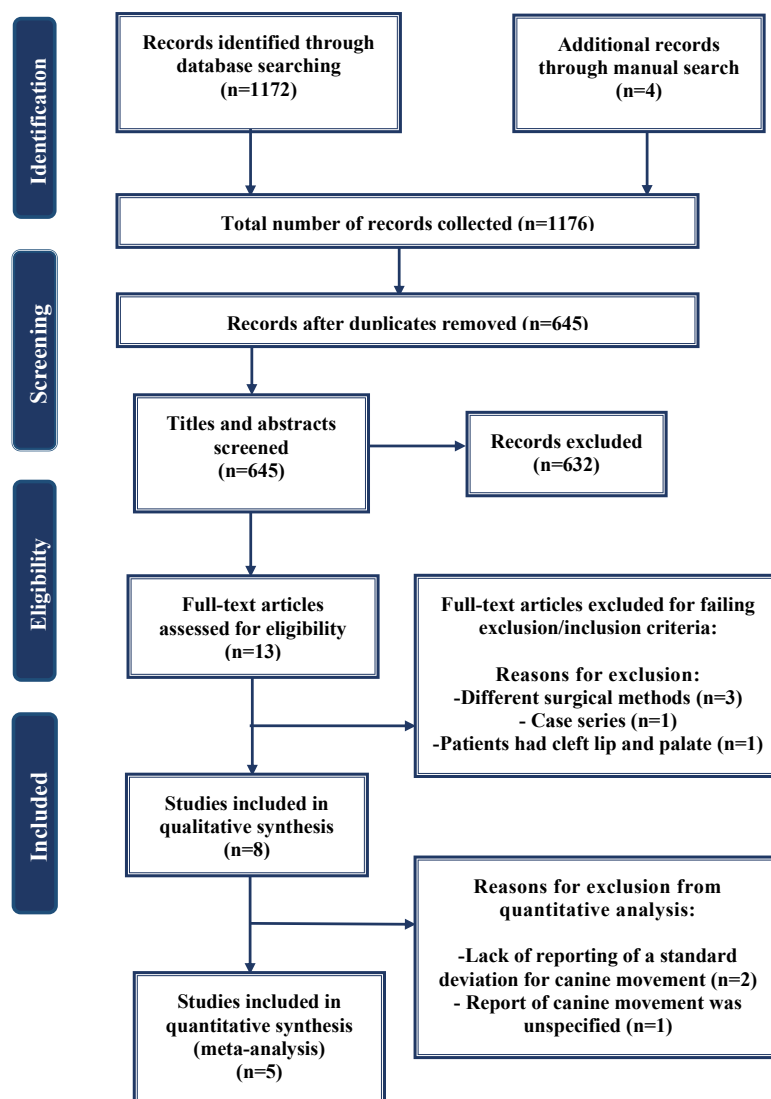 Identification
Records identified through
database searching
(n=1172)
Additional records
through manual search
(n=4)
Total number of records collected (n=1176)
Screening
Records after duplicates removed (n=645)
Titles and abstracts
screened
(n=645)
Records excluded
(n=632)
Eligibility
Full-text articles
assessed for eligibility
(n=13)
Full-text articles excluded for failing
exclusion/inclusion criteria:
Reasons for exclusion:
-Different surgical methods (n=3)
- Case series (n=1)
-Patients had cleft lip and palate (n=1)
Included
Studies included in
qualitative synthesis
(n=8)
Reasons for exclusion from
quantitative analysis:
-Lack of reporting of a standard
deviation for canine movement (n=2)
- Report of canine movement was
unspecified (n=1)
Studies included in
quantitative synthesis
(meta-analysis)
(n=5)